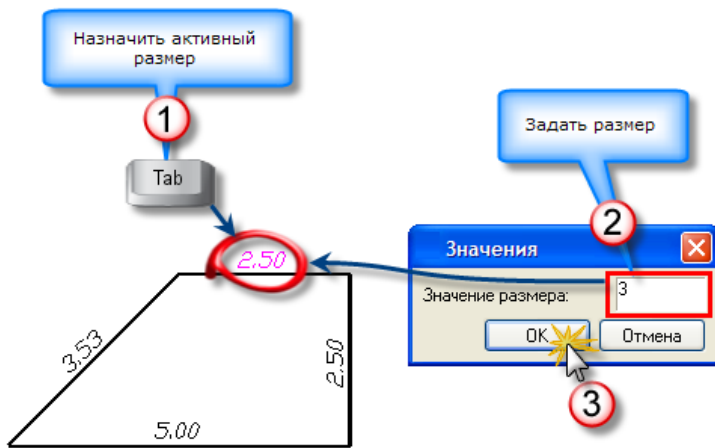 Назначить активный
размер
1
Tab
Задать размер
2
2.50
Значения
Значение размера:
3
OK
Отмена
3
3.53
2.50
5.00